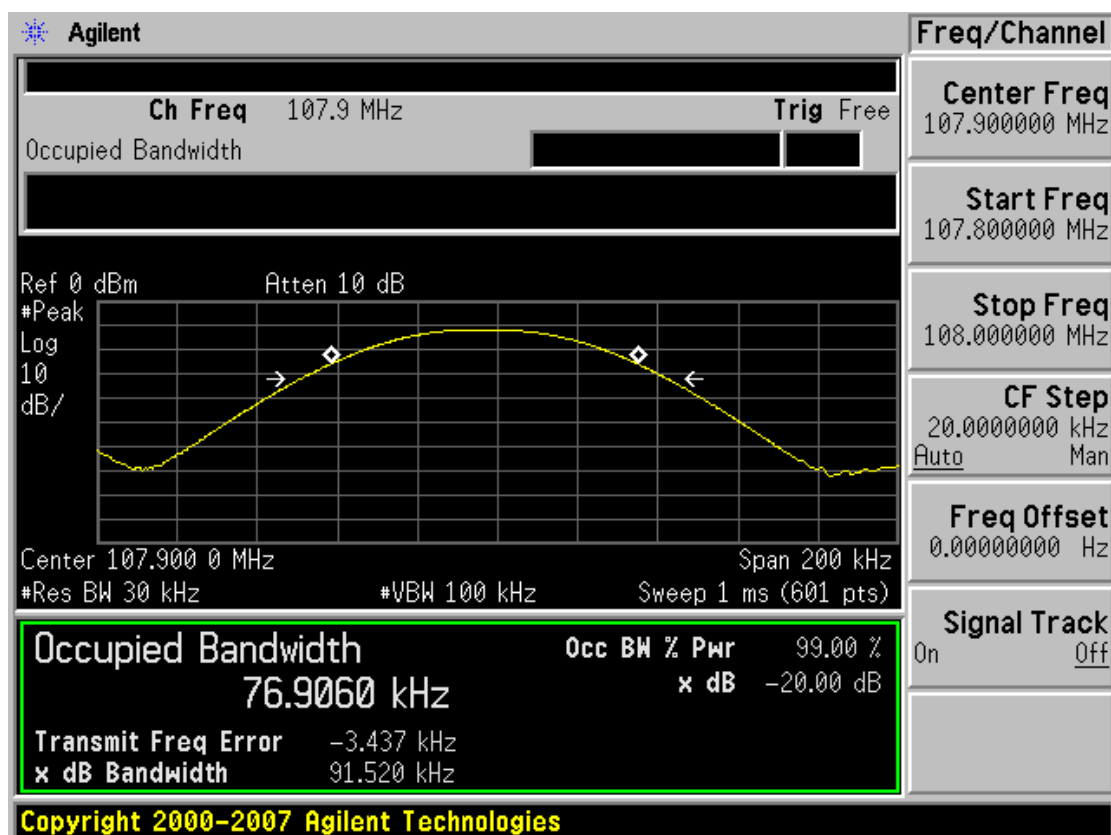 Agilent
Freq/Channel
Ch Freq 107.9 MHz Trig Free
Occupied Bandwidth
Center Freq
107.900000 MHz
Start Freq
107.800000 MHz
Stop Freq
108.000000 MHz
CF Step
20.0000000 kHz
Auto Man
Freq Offset
0.00000000 Hz
Signal Track
On Off
Ref 0 dBm Atten 10 dB
#Peak
Log
10
dB/
Center 107.900 0 MHz Span 200 kHz
#Res BW 30 kHz #VBW 100 kHz Sweep 1 ms (601 pts)
Occupied Bandwidth
76.9060 kHz
Occ BW % Pwr 99.00 %
x dB -20.00 dB
Transmit Freq Error -3.437 kHz
x dB Bandwidth 91.520 kHz
Copyright 2000-2007 Agilent Technologies